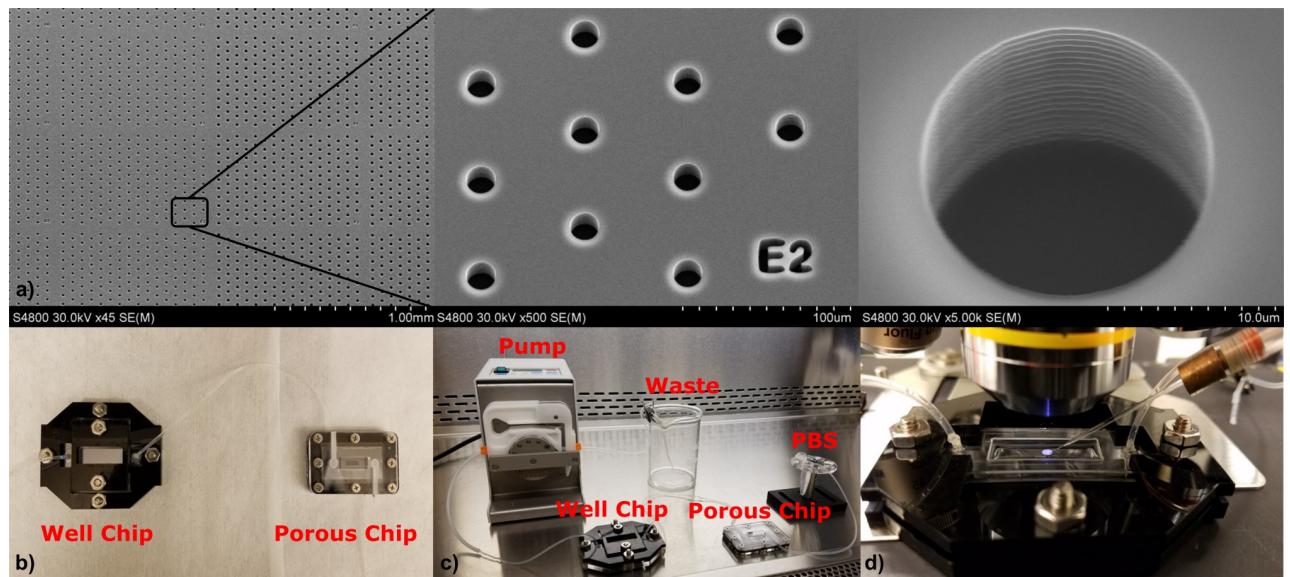 E2
a)
S4800 30.0kV x45 SE(M) 1.00mm
S4800 30.0kV x500 SE(M) 100um
S4800 30.0kV x5.00k SE(M) 10.0um
Well Chip
Porous Chip
b)
Pump
Waste
PBS
Well Chip
Porous Chip
c)
Fluor
d)